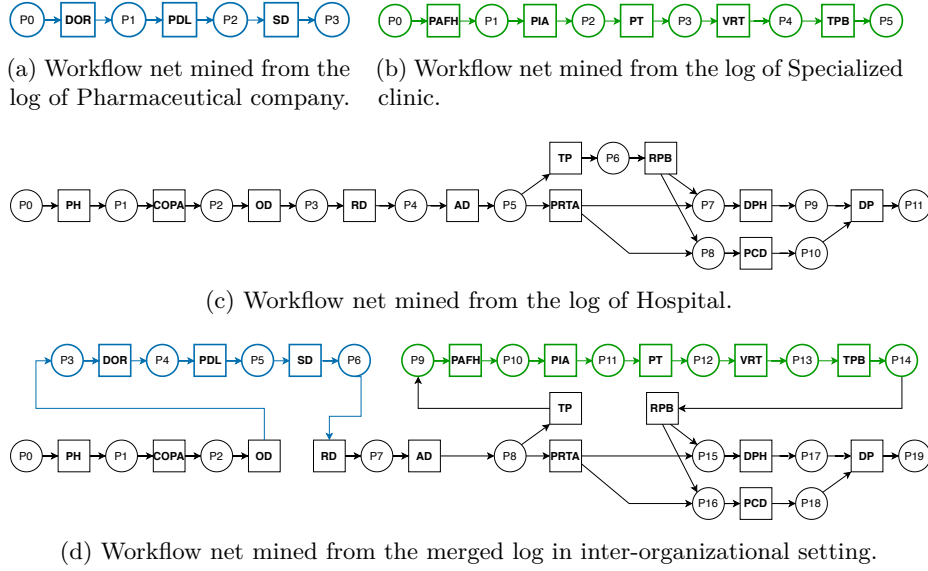 P0 DOR P1 PDL P2 SD P3
P0 PAFH P1 PIA P2 PT P3 VRT P4 TPB P5
(a) Workflow net mined from the
log of Pharmaceutical company.
(b) Workflow net mined from the log of Specialized
clinic.
TP P6 RPB
P0 PH P1 COPA P2 OD P3 RD P4 AD P5 PRTA P7 DPH P9 DP P11
P8 PCD P10
(c) Workflow net mined from the log of Hospital.
P3 DOR P4 PDL P5 SD P6
P9 PAFH P10 PIA P11 PT P12 VRT P13 TPB P14
TP RPB
P0 PH P1 COPA P2 OD RD P7 AD P8 PRTA P15 DPH P17 DP P19
P16 PCD P18
(d) Workflow net mined from the merged log in inter-organizational setting.